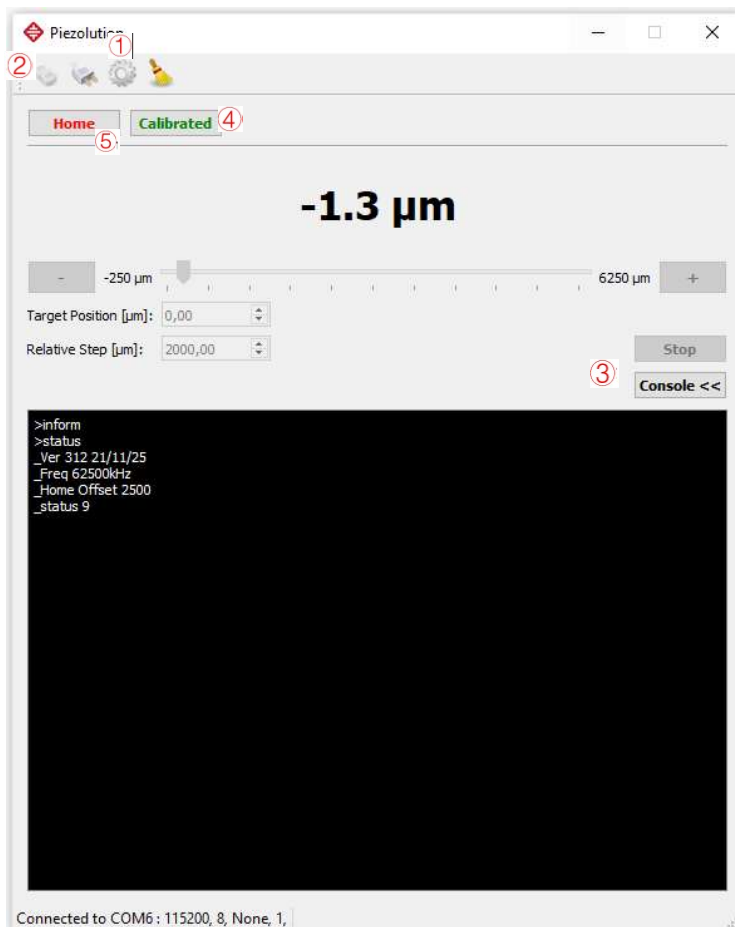 Piezolution
①
②
Home
Calibrated
④
⑤
-1.3 µm
-
-250 µm
6250 µm
+
Target Position [µm]:
0,00
Relative Step [µm]:
2000,00
Stop
③
Console <<
>inform
>status
_Ver 312 21/11/25
_Freq 62500kHz
_Home Offset 2500
_status 9
Connected to COM6 : 115200, 8, None, 1,